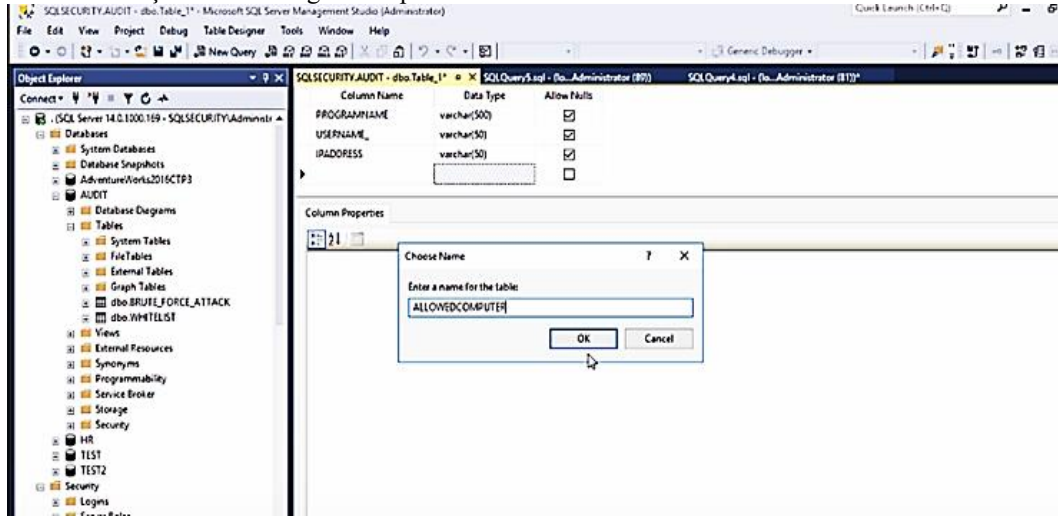 SQLSECURITY.AUDIT - dbo.Table_1* - Microsoft SQL Server Management Studio (Administrator)
Quick Launch (Ctrl+Q)
File Edit View Project Debug Table Designer Tools Window Help
New Query
Generic Debugger
Object Explorer
SQLSECURITY.AUDIT - dbo.Table_1*
SQLQuery5.sql - (lo...Administrator (89))
SQLQuery4.sql - (lo...Administrator (81))*
Connect
. (SQL Server 14.0.1000.169 - SQLSECURITY\Administr
Databases
System Databases
Database Snapshots
AdventureWorks2016CTP3
AUDIT
Database Diagrams
Tables
System Tables
FileTables
External Tables
Graph Tables
dbo.BRUTE_FORCE_ATTACK
dbo.WHITELIST
Views
External Resources
Synonyms
Programmability
Service Broker
Storage
Security
HR
TEST
TEST2
Security
Logins
Column Name Data Type Allow Nulls
PROGRAMNAME varchar(500)
USERNAME_ varchar(50)
IPADDRESS varchar(50)
Column Properties
Choose Name ? X
Enter a name for the table:
ALLOWEDCOMPUTER
OK Cancel